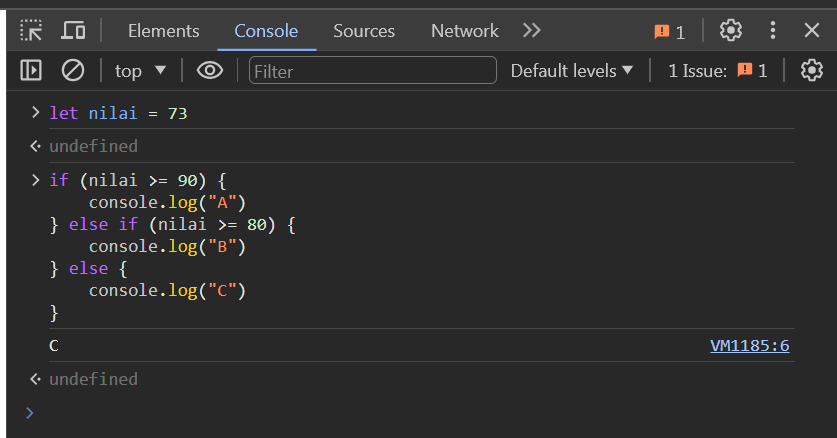 Elements Console Sources Network 1
top Filter Default levels 1 Issue: 1
let nilai = 73
undefined
if (nilai >= 90) {
    console.log("A")
} else if (nilai >= 80) {
    console.log("B")
} else {
    console.log("C")
}
C VM1185:6
undefined